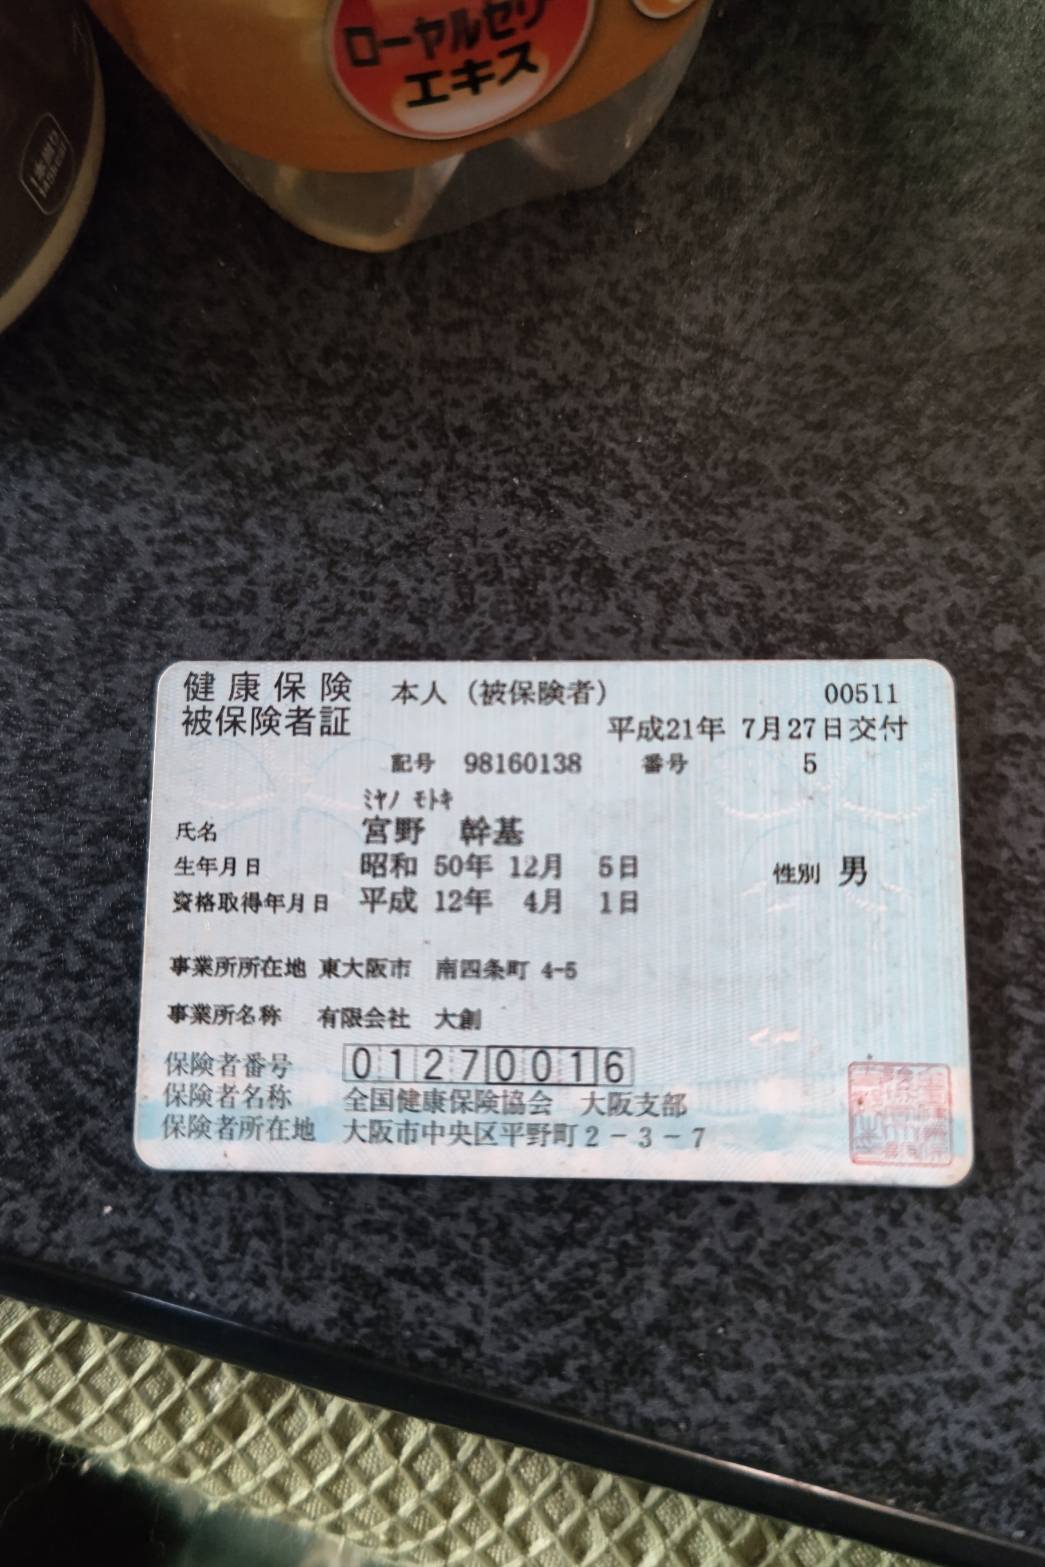 ローヤルゼリー
エキス
健康保険 本人（被保険者） 00511
被保険者証 平成21年 7月27日交付
記号 98160138 番号 5
ﾐﾔﾉ ﾓﾄｷ
氏名 宮野 幹基
生年月日 昭和 50年 12月 5日 性別 男
資格取得年月日 平成 12年 4月 1日
事業所所在地 東大阪市 南四条町 4-5
事業所名称 有限会社 大創
保険者番号 01270016
保険者名称 全国健康保険協会 大阪支部
保険者所在地 大阪市中央区平野町２－３－７